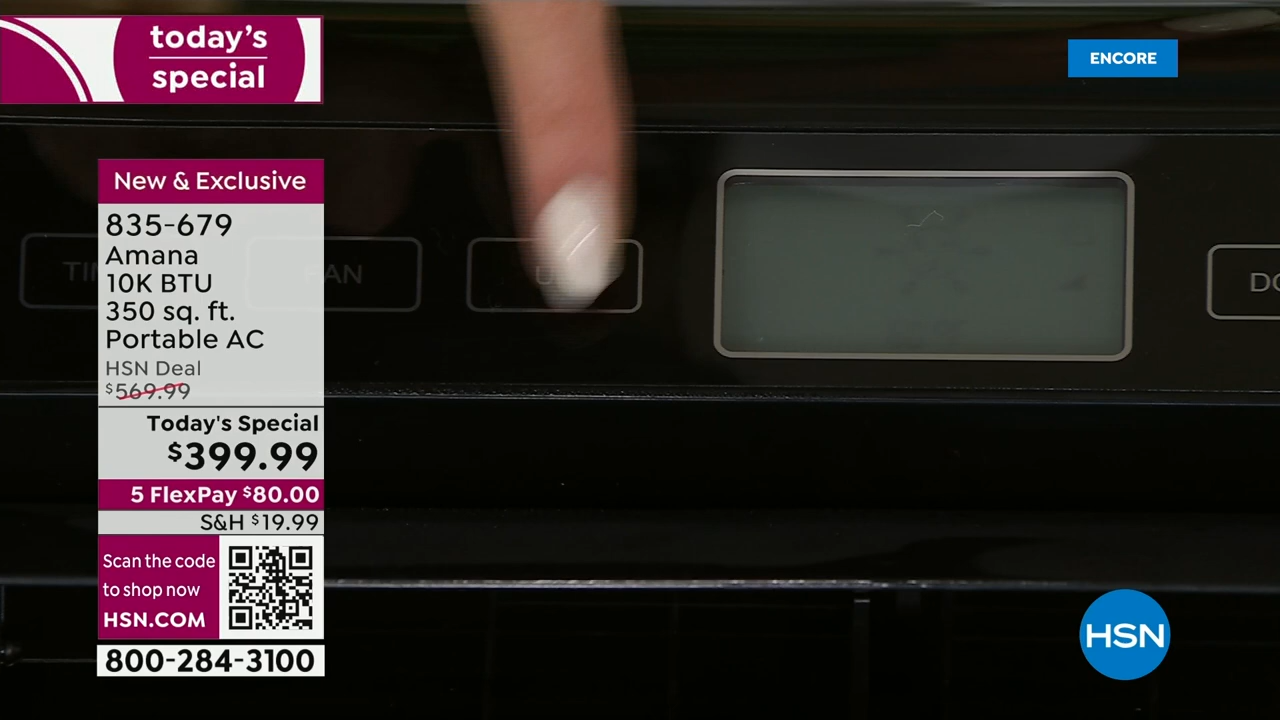 today's
special
ENCORE
New & Exclusive
835-679
Amana
10K BTU
350 sq. ft.
Portable AC
HSN Deal
$569.99
Today's Special
$399.99
5 FlexPay $80.00
S&H $19.99
Scan the code
to shop now
HSN.COM
800-284-3100
FAN
HSN